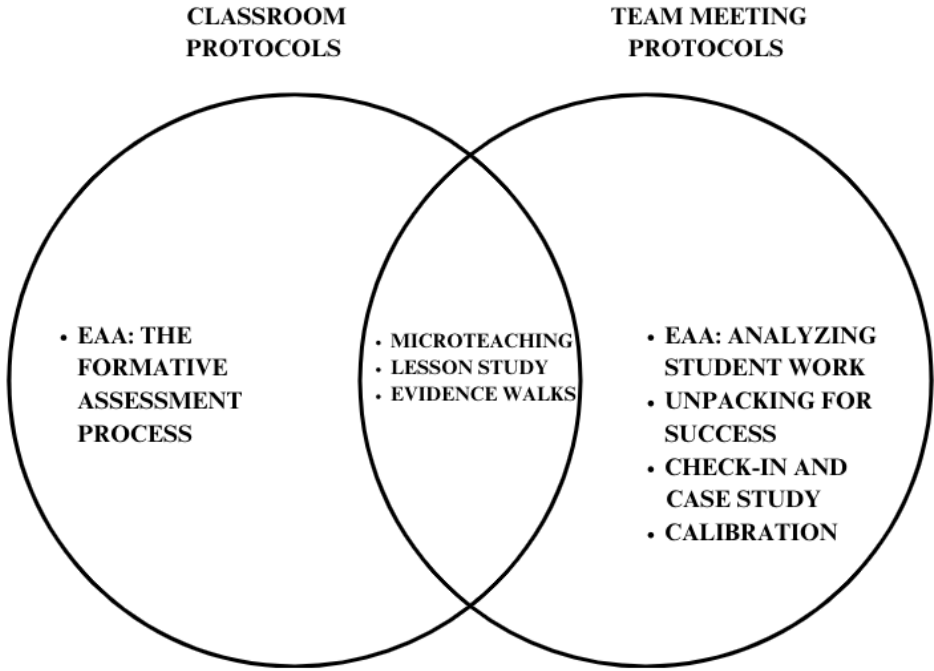 CLASSROOM
PROTOCOLS
TEAM MEETING
PROTOCOLS
• EAA: THE
FORMATIVE
ASSESSMENT
PROCESS
• MICROTEACHING
• LESSON STUDY
• EVIDENCE WALKS
• EAA: ANALYZING
STUDENT WORK
• UNPACKING FOR
SUCCESS
• CHECK-IN AND
CASE STUDY
• CALIBRATION